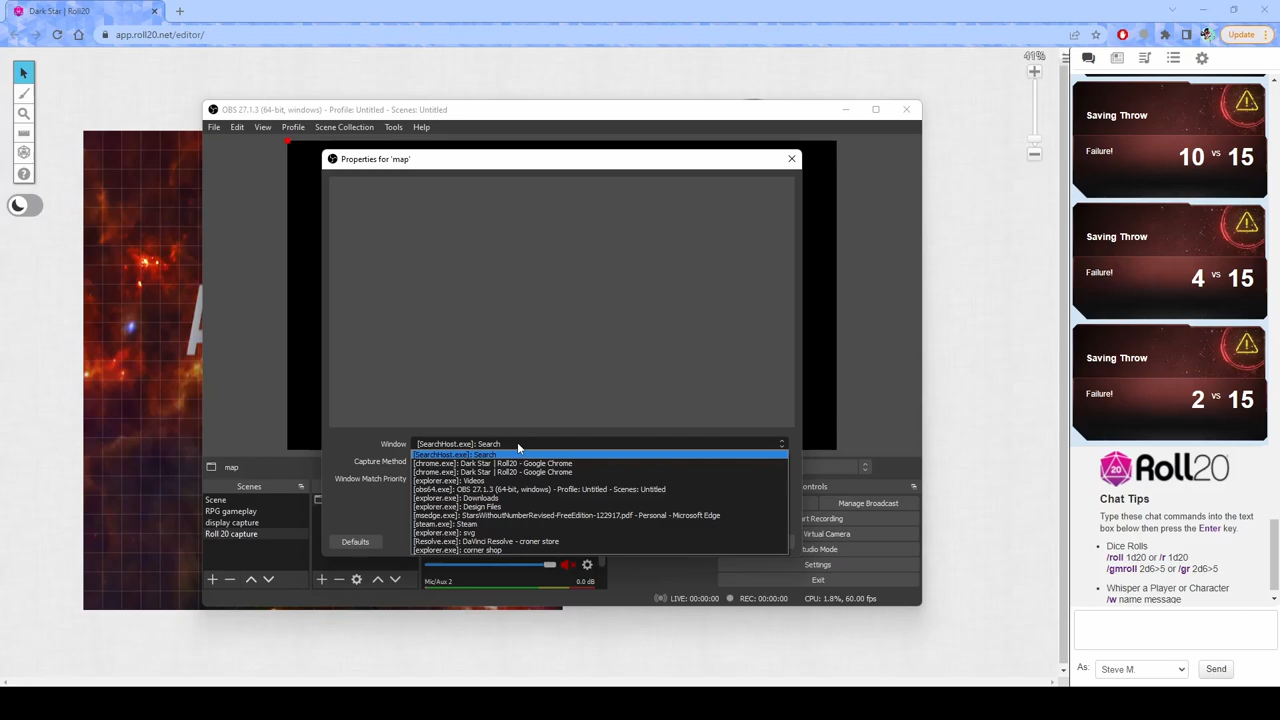 Dark Star | Roll20
app.roll20.net/editor/
Update
41%
OBS 27.1.3 (64-bit, windows) - Profile: Untitled - Scenes: Untitled
File Edit View Profile Scene Collection Tools Help
Properties for 'map'
Window [SearchHost.exe]: Search
[SearchHost.exe]: Search
Capture Method
[chrome.exe]: Dark Star | Roll20 - Google Chrome
[chrome.exe]: Dark Star | Roll20 - Google Chrome
Window Match Priority
[explorer.exe]: Videos
[obs64.exe]: OBS 27.1.3 (64-bit, windows) - Profile: Untitled - Scenes: Untitled
[explorer.exe]: Downloads
[explorer.exe]: Design Files
[msedge.exe]: StarsWithoutNumberRevised-FreeEdition-122917.pdf - Personal - Microsoft Edge
[steam.exe]: Steam
[explorer.exe]: svg
[Resolve.exe]: DaVinci Resolve - croner store
[explorer.exe]: corner shop
Defaults
map
Scenes
Scene
RPG gameplay
display capture
Roll 20 capture
Mic/Aux 2
0.0 dB
ontrols
Manage Broadcast
art Recording
Virtual Camera
tudio Mode
Settings
Exit
LIVE: 00:00:00 REC: 00:00:00 CPU: 1.8%, 60.00 fps
Saving Throw
Failure! 10 vs 15
Saving Throw
Failure! 4 vs 15
Saving Throw
Failure! 2 vs 15
Roll20
Chat Tips
Enter these chat commands into the text
box below then press the Enter key.
• Dice Rolls
/roll 1d20 or /r 1d20
/gmroll 2d6>5 or /gr 2d6>5
• Whisper a Player or Character
/w name message
As: Steve M. Send